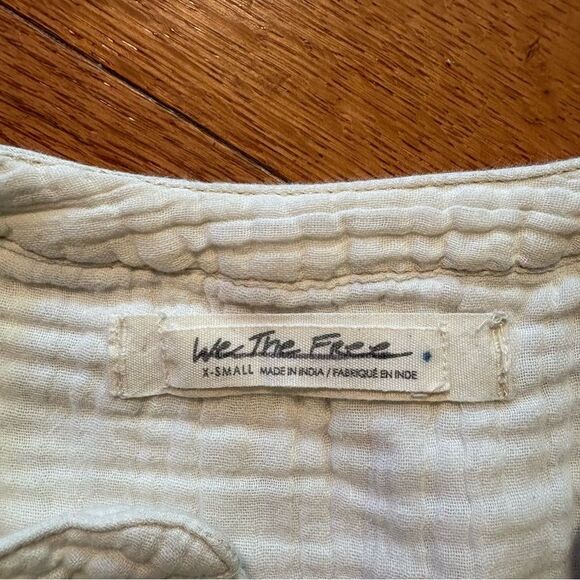 We The Free
X-SMALL MADE IN INDIA / FABRIQUÉ EN INDE